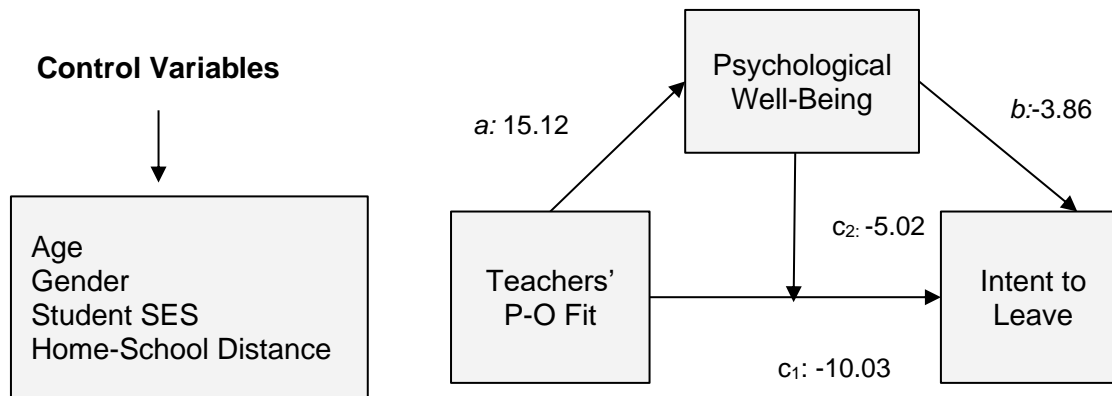 Control Variables
Age
Gender
Student SES
Home-School Distance
Psychological
Well-Being
a: 15.12
b:-3.86
Teachers’
P-O Fit
c2: -5.02
c1: -10.03
Intent to
Leave